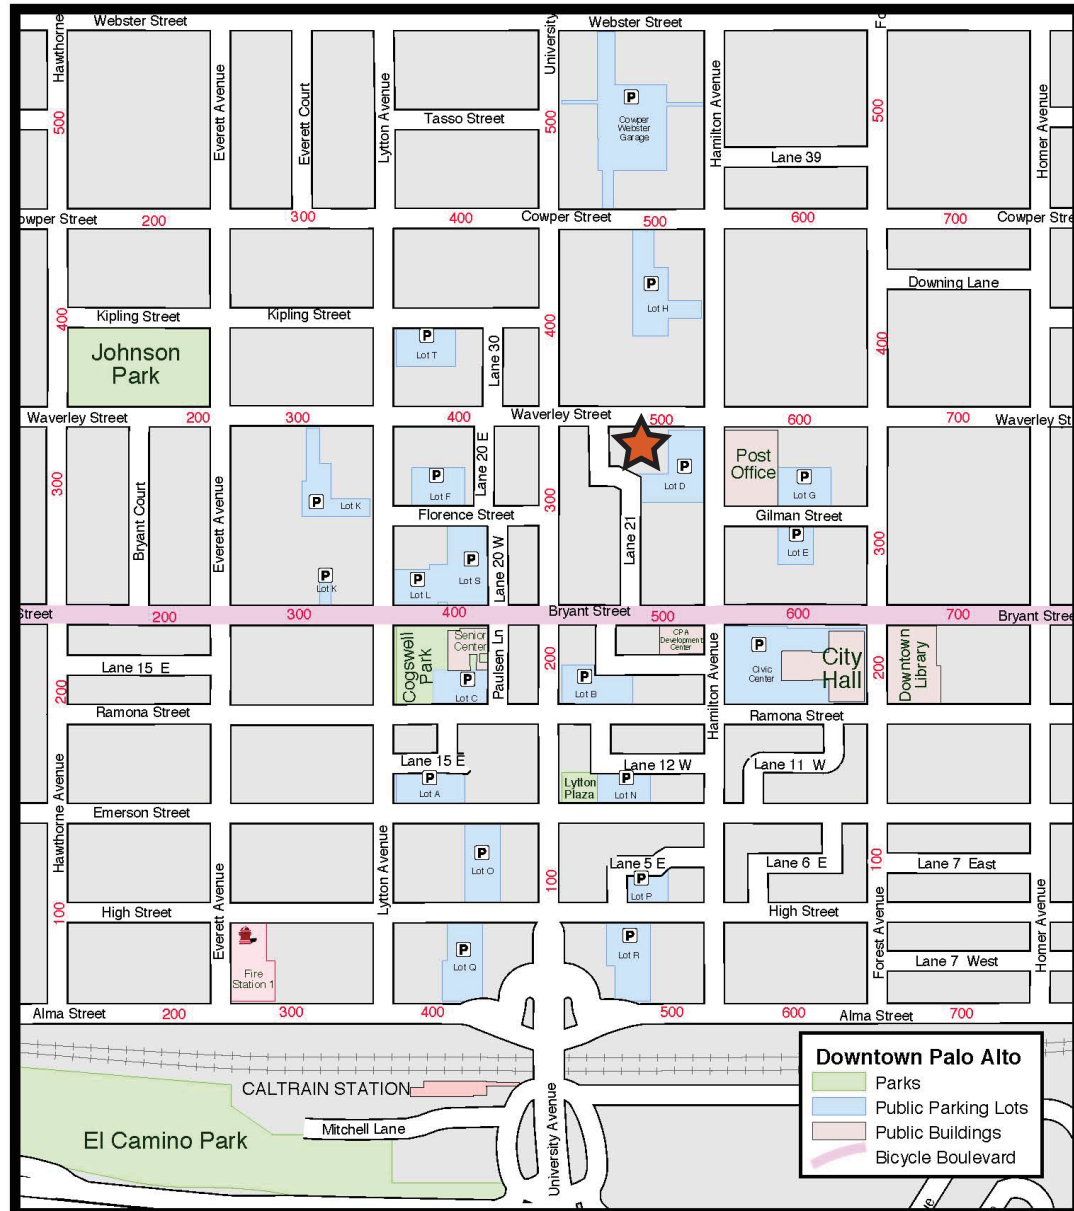 Webster Street
Webster Street
Hawthorne
Everett Avenue
Everett Court
Lytton Avenue
Tasso Street
University
Cowper
Webster
Garage
P
Hamilton Avenue
Lane 39
Homer Avenue
500
500
500
owper Street
200
300
400
Cowper Street
500
600
700
Cowper Stre
Downing Lane
P
Lot H
Kipling Street
Kipling Street
400
400
400
Johnson
Park
P
Lot T
Lane 30
Waverley Street
200
300
400
Waverley Street
500
600
700
Waverley St
Bryant Court
Everett Avenue
300
P
Lot K
P
Lot K
P
Lot F
Lane 20 E
Florence Street
P
Lot S
P
Lot L
Lane 20 W
300
Lane 21
P
Lot D
Post
Office
P
Lot G
Gilman Street
P
Lot E
300
Street
200
300
400
Bryant Street
500
600
700
Bryant Stree
Lane 15 E
200
Ramona Street
Cogswell
Park
Senior
Center
P
Lot C
Paulsen Ln
200
P
Lot B
CPA
Development
Center
Hamilton Avenue
P
Civic
Center
City
Hall
200
Downtown
Library
Ramona Street
Lane 15 E
P
Lot A
Lytton
Plaza
P
Lot N
Lane 12 W
Lane 11 W
Hawthorne Avenue
Emerson Street
Lytton Avenue
P
Lot O
100
Lane 5 E
P
Lot P
Lane 6 E
100
Lane 7 East
100
High Street
High Street
Everett Avenue
Fire
Station 1
P
Lot Q
P
Lot R
Forest Avenue
Lane 7 West
Homer Avenue
Alma Street
200
300
400
500
600
Alma Street
700
CALTRAIN STATION
Mitchell Lane
El Camino Park
University Avenue
Downtown Palo Alto
Parks
Public Parking Lots
Public Buildings
Bicycle Boulevard